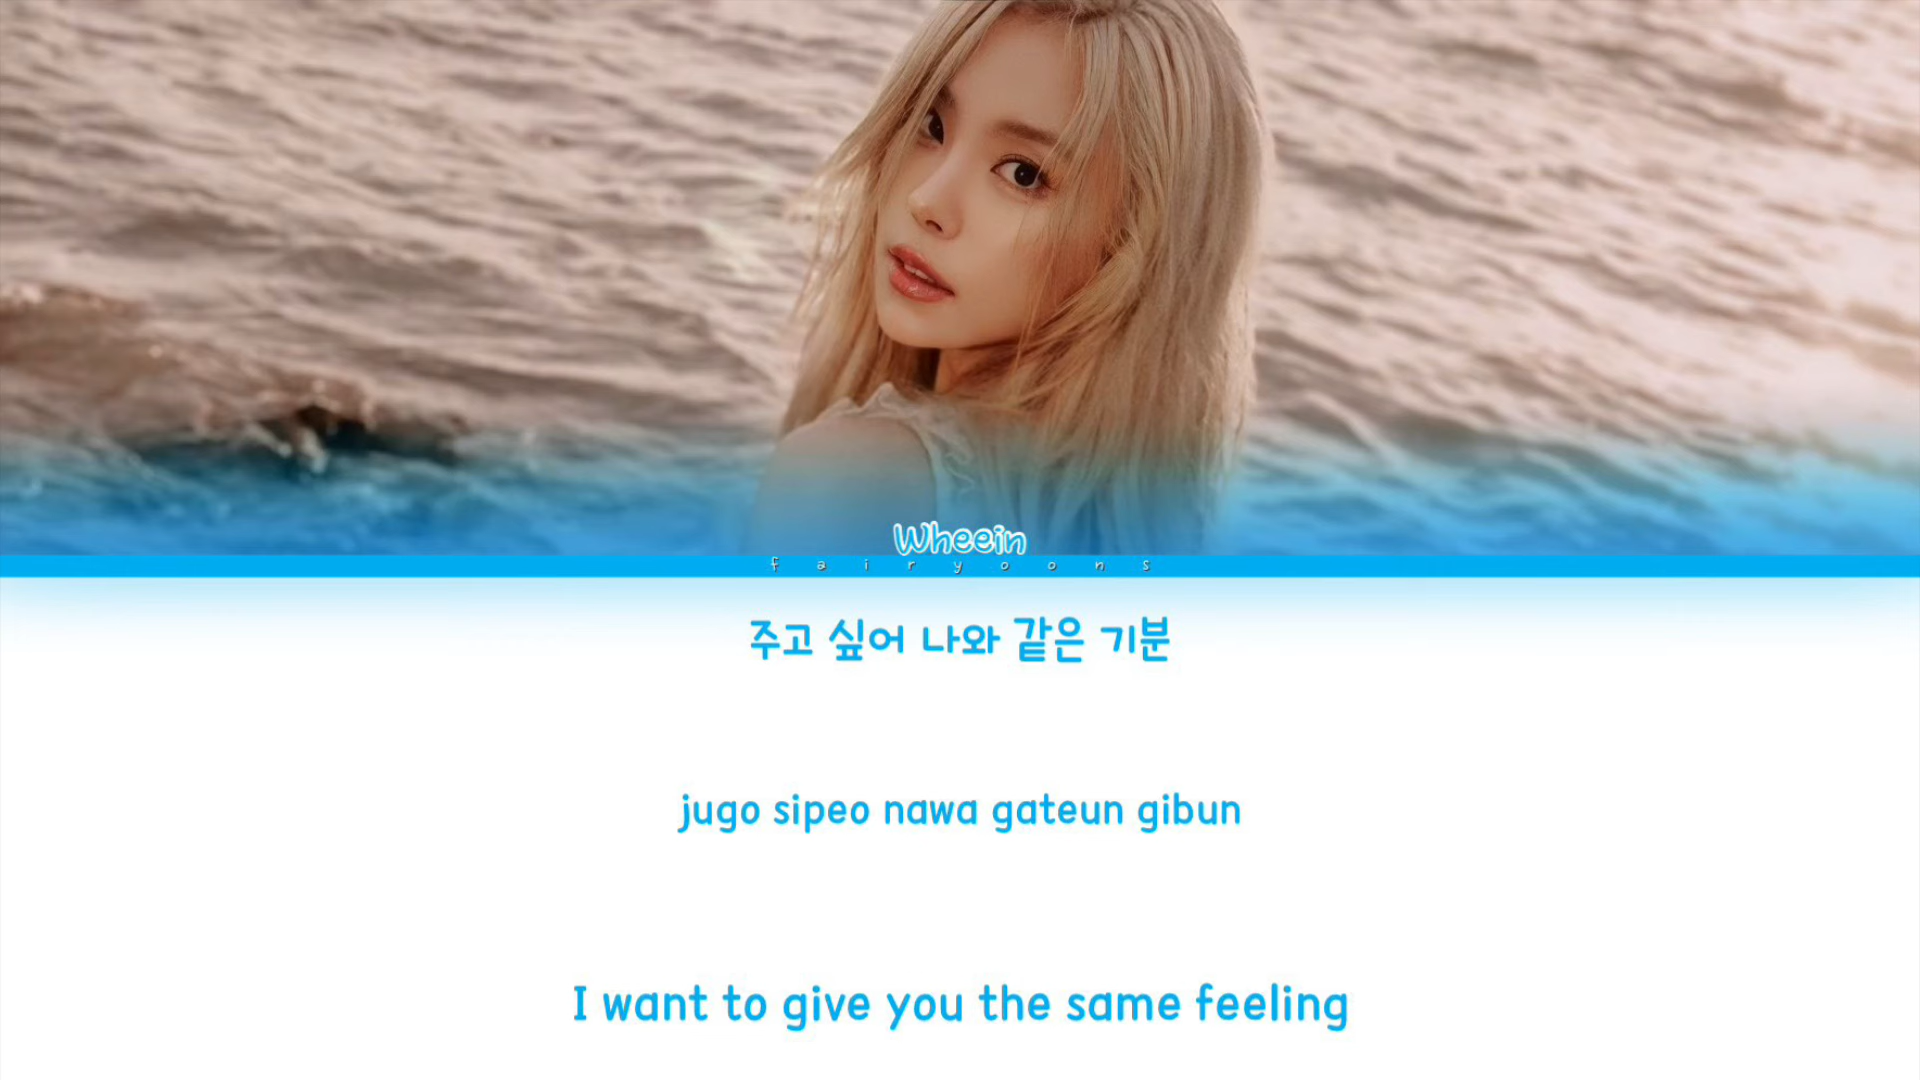 Wheein
fairyoons
주고 싶어 나와 같은 기분
jugo sipeo nawa gateun gibun
I want to give you the same feeling